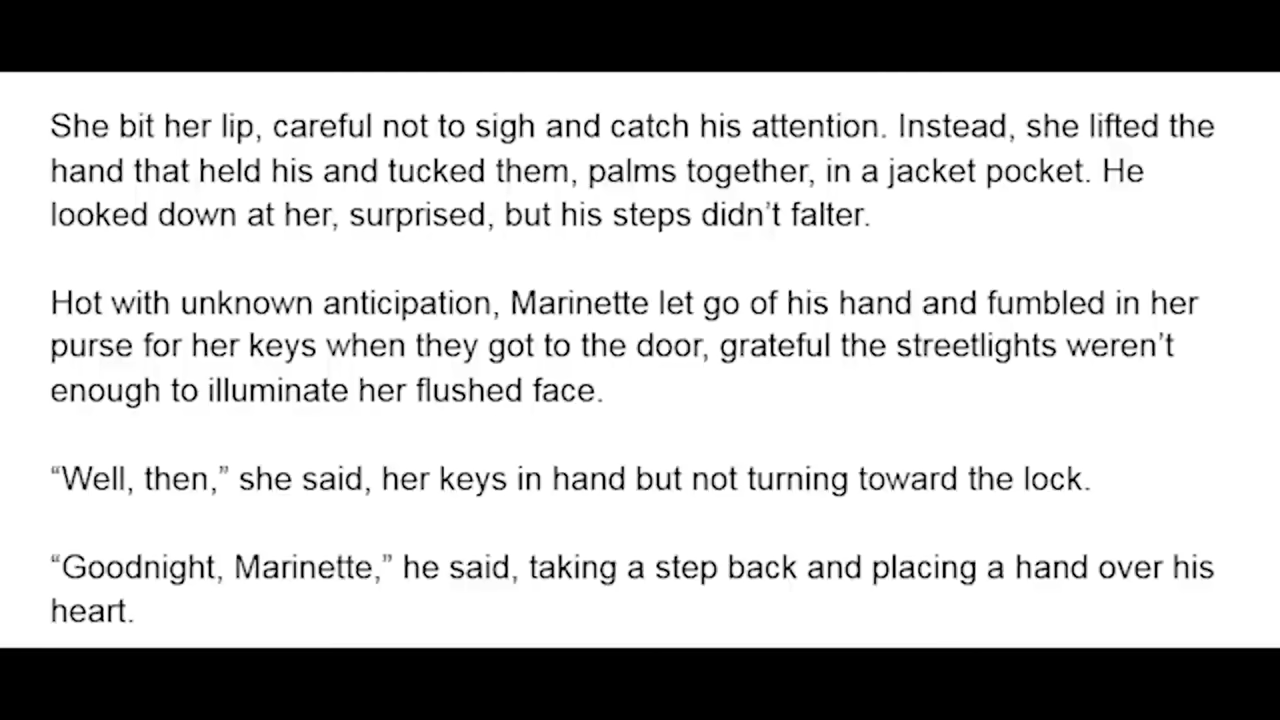 She bit her lip, careful not to sigh and catch his attention. Instead, she lifted the
hand that held his and tucked them, palms together, in a jacket pocket. He
looked down at her, surprised, but his steps didn’t falter.
Hot with unknown anticipation, Marinette let go of his hand and fumbled in her
purse for her keys when they got to the door, grateful the streetlights weren’t
enough to illuminate her flushed face.
“Well, then,” she said, her keys in hand but not turning toward the lock.
“Goodnight, Marinette,” he said, taking a step back and placing a hand over his
heart.